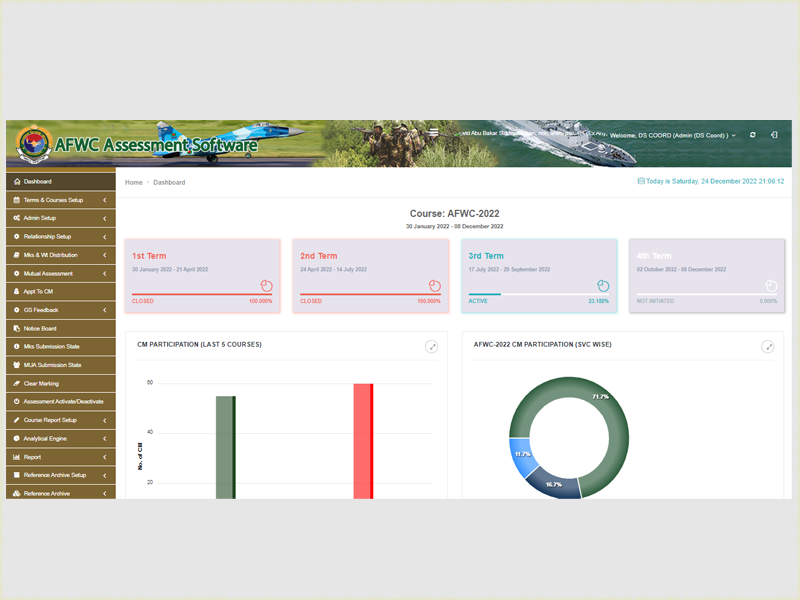 AFWC Assessment Software
Welcome, DS COORD (Admin (DS Coord) )
Dashboard
Terms & Courses Setup
Admin Setup
Relationship Setup
Mks & Wt Distribution
Mutual Assessment
Appt To CM
GS Feedback
Notice Board
Mks Submission State
MUA Submission State
Clear Marking
Assessment Activate/Deactivate
Course Report Setup
Analytical Engine
Report
Reference Archive Setup
Reference Archive
Home - Dashboard
Today is Saturday, 24 December 2022 21:06:12
Course: AFWC-2022
30 January 2022 - 08 December 2022
1st Term
30 January 2022 - 21 April 2022
CLOSED 100.000%
2nd Term
24 April 2022 - 14 July 2022
CLOSED 100.000%
3rd Term
17 July 2022 - 29 September 2022
ACTIVE 23.188%
4th Term
02 October 2022 - 08 December 2022
NOT INITIATED 0.000%
CM PARTICIPATION (LAST 5 COURSES)
60
40
20
No. of CM
AFWC-2022 CM PARTICIPATION (SVC WISE)
71.7%
11.7%
16.7%